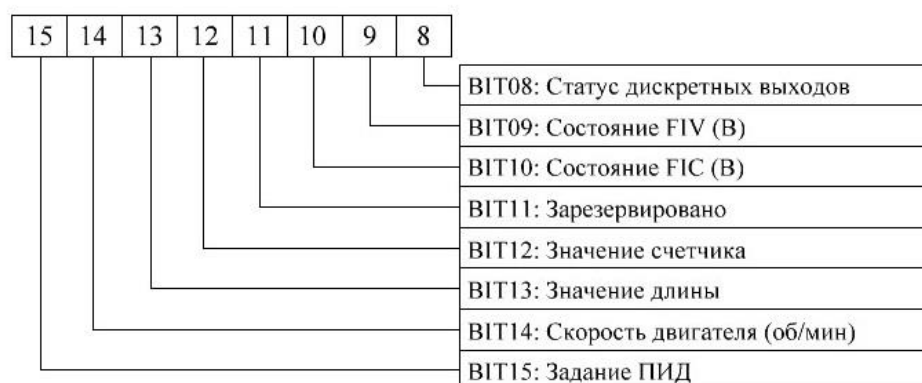 15 14 13 12 11 10 9 8
BIT08: Статус дискретных выходов
BIT09: Состояние FIV (В)
BIT10: Состояние FIC (В)
BIT11: Зарезервировано
BIT12: Значение счетчика
BIT13: Значение длины
BIT14: Скорость двигателя (об/мин)
BIT15: Задание ПИД